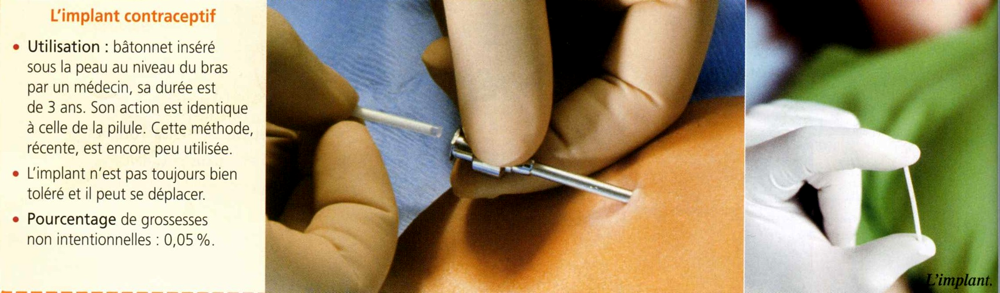 L'implant contraceptif
• Utilisation : bâtonnet inséré
sous la peau au niveau du bras
par un médecin, sa durée est
de 3 ans. Son action est identique
à celle de la pilule. Cette méthode,
récente, est encore peu utilisée.
• L'implant n'est pas toujours bien
toléré et il peut se déplacer.
• Pourcentage de grossesses
non intentionnelles : 0,05 %.
L'implant.